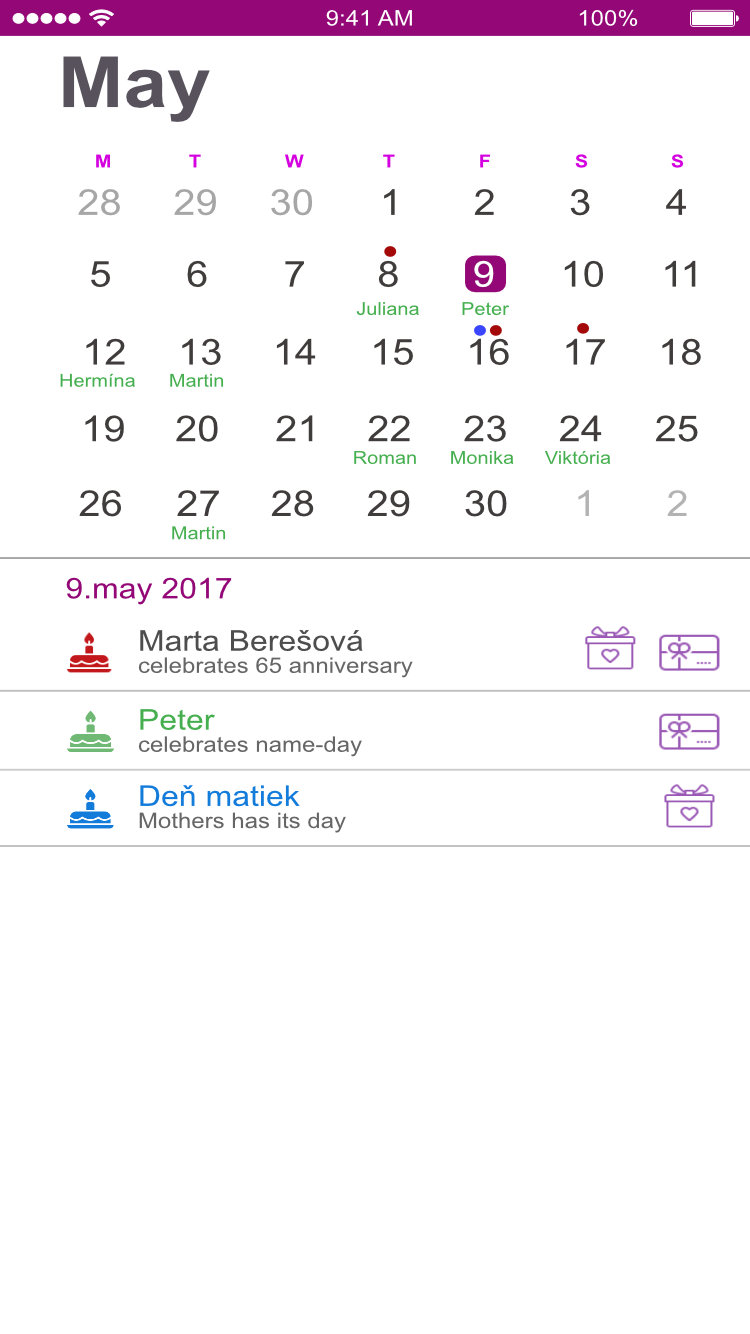 9:41 AM 100%
May
M T W T F S S
28 29 30 1 2 3 4
5 6 7 8 9 10 11
Juliana Peter
12 13 14 15 16 17 18
Hermína Martin
19 20 21 22 23 24 25
Roman Monika Viktória
26 27 28 29 30 1 2
Martin
9.may 2017
Marta Berešová
celebrates 65 anniversary
Peter
celebrates name-day
Deň matiek
Mothers has its day